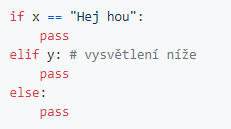 if x == "Hej hou":
    pass
elif y: # vysvětlení níže
    pass
else:
    pass